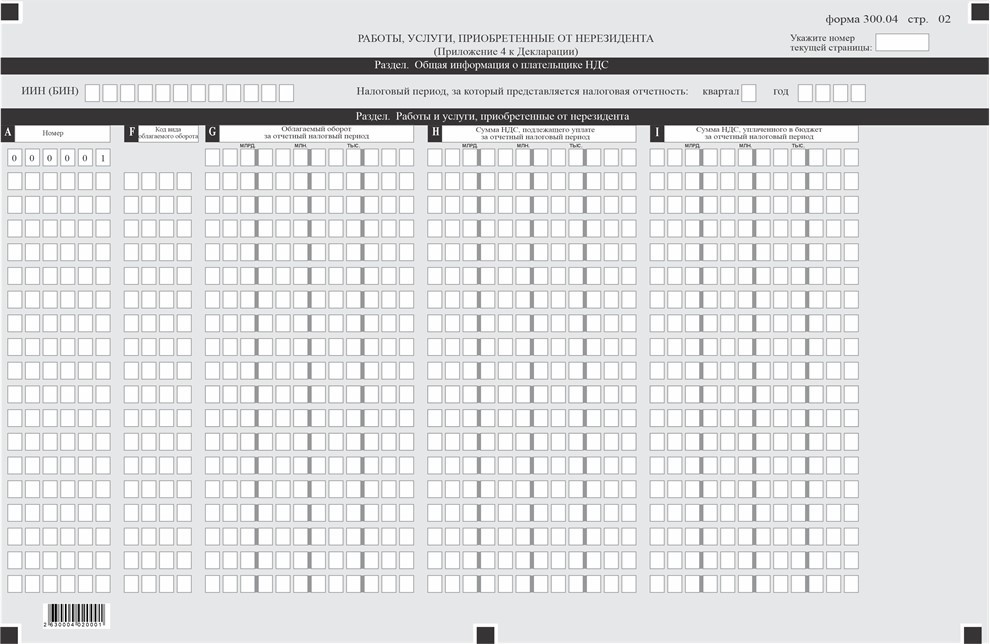 форма 300.04 стр. 02
РАБОТЫ, УСЛУГИ, ПРИОБРЕТЕННЫЕ ОТ НЕРЕЗИДЕНТА
(Приложение 4 к Декларации)
Укажите номер
текущей страницы:
Раздел. Общая информация о плательщике НДС
ИИН (БИН) Налоговый период, за который представляется налоговая отчетность: квартал год
Раздел. Работы и услуги, приобретенные от нерезидента
A Номер
F Код вида
облагаемого оборота
G Облагаемый оборот
за отчетный налоговый период
H Сумма НДС, подлежащего уплате
за отчетный налоговый период
I Сумма НДС, уплаченного в бюджет
за отчетный налоговый период
МЛРД. МЛН. ТЫС. МЛРД. МЛН. ТЫС. МЛРД. МЛН. ТЫС.
0 0 0 0 0 1
2 630004 020001